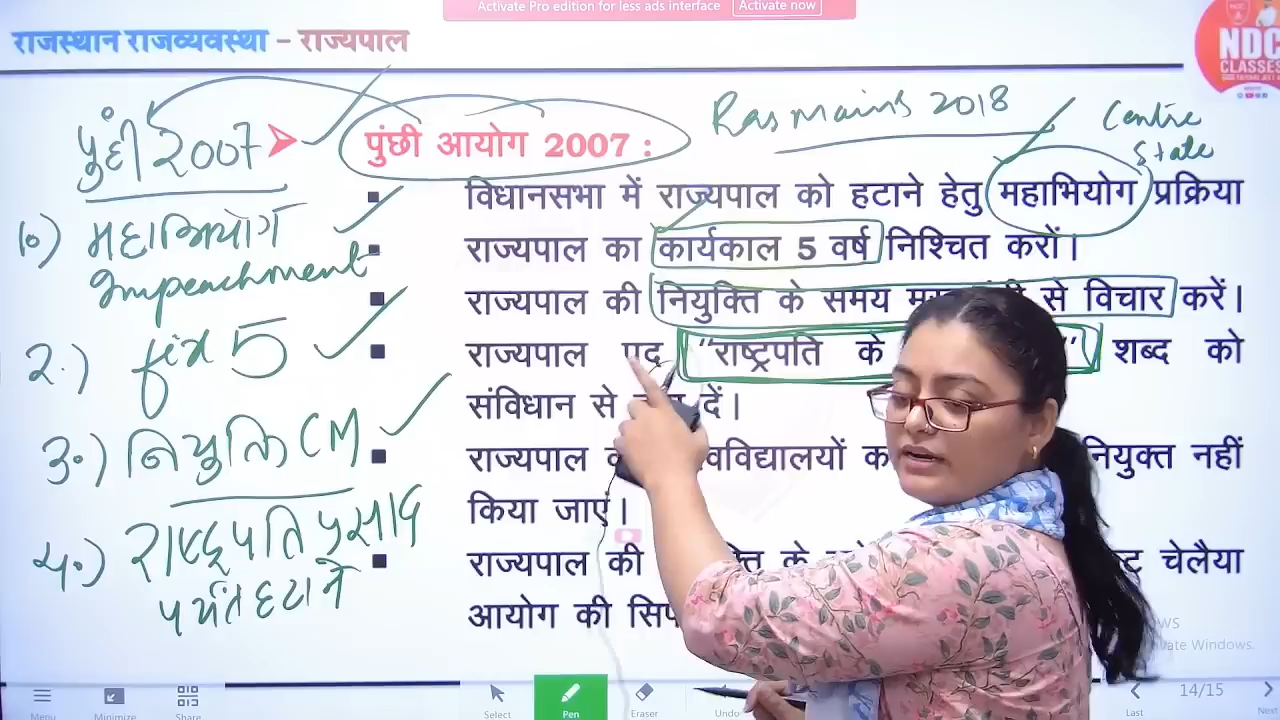 Activate Pro edition for less ads interface Activate now
राजस्थान राजव्यवस्था – राज्यपाल
NDC
CLASSES
Ras mains 2018
Centre
State
पुंछी 2007
पुंछी आयोग 2007 :
विधानसभा में राज्यपाल को हटाने हेतु महाभियोग प्रक्रिया
राज्यपाल का कार्यकाल 5 वर्ष निश्चित करों।
राज्यपाल की नियुक्ति के समय से विचार करें।
राज्यपाल पद "राष्ट्रपति के " शब्द को
संविधान से दें।
राज्यपाल नियुक्त नहीं
किया जाएं।
राज्यपाल की के चेलैया
आयोग की
1.) महाभियोग
Impeachment
2.) fix 5
3.) नियुक्ति CM
4.) राष्ट्रपति प्रसाद
पर्यंत हटाने
Menu
Minimize
Share
Select
Pen
Eraser
Undo
14/15
Last
Next